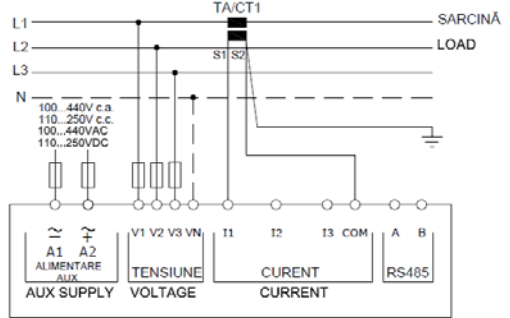 TA/CT1
L1 SARCINĂ
L2 LOAD
S1 S2
L3
N
100...440V c.a.
110...250V c.c.
100...440VAC
110...250VDC
V1 V2 V3 VN I1 I2 I3 COM A B
A1 A2
ALIMENTARE
AUX.
TENSIUNE CURENT RS485
AUX SUPPLY VOLTAGE CURRENT